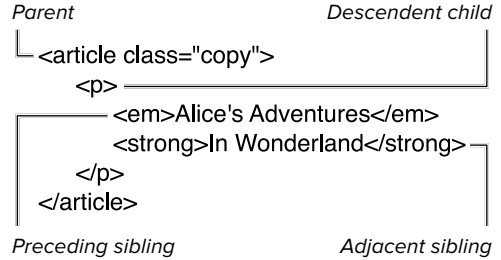 Parent Descendent child
<article class="copy">
<p>
<em>Alice's Adventures</em>
<strong>In Wonderland</strong>
</p>
</article>
Preceding sibling Adjacent sibling